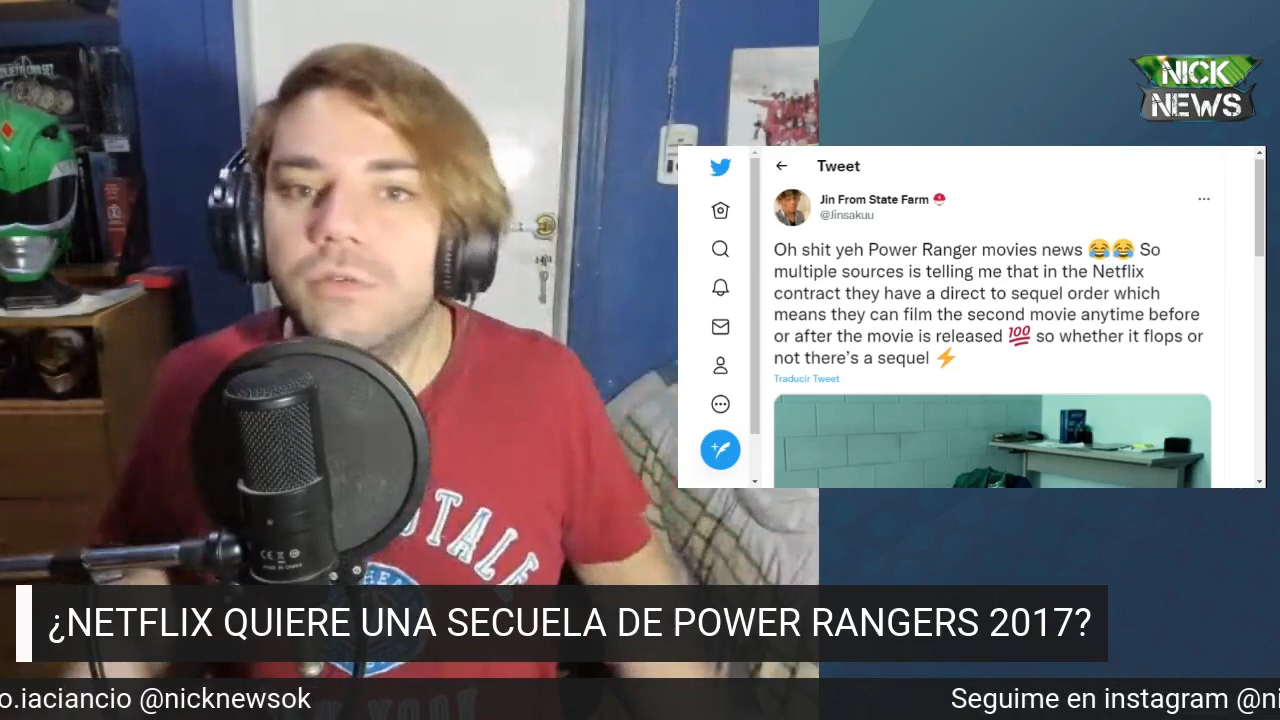 NICK
NEWS
Tweet
Jin From State Farm
@Jinsakuu
Oh shit yeh Power Ranger movies news 😂😂 So
multiple sources is telling me that in the Netflix
contract they have a direct to sequel order which
means they can film the second movie anytime before
or after the movie is released 💯 so whether it flops or
not there's a sequel ⚡
Traducir Tweet
STALE
YORK
CE
¿NETFLIX QUIERE UNA SECUELA DE POWER RANGERS 2017?
o.iaciancio @nicknewsok
Seguime en instagram @ni